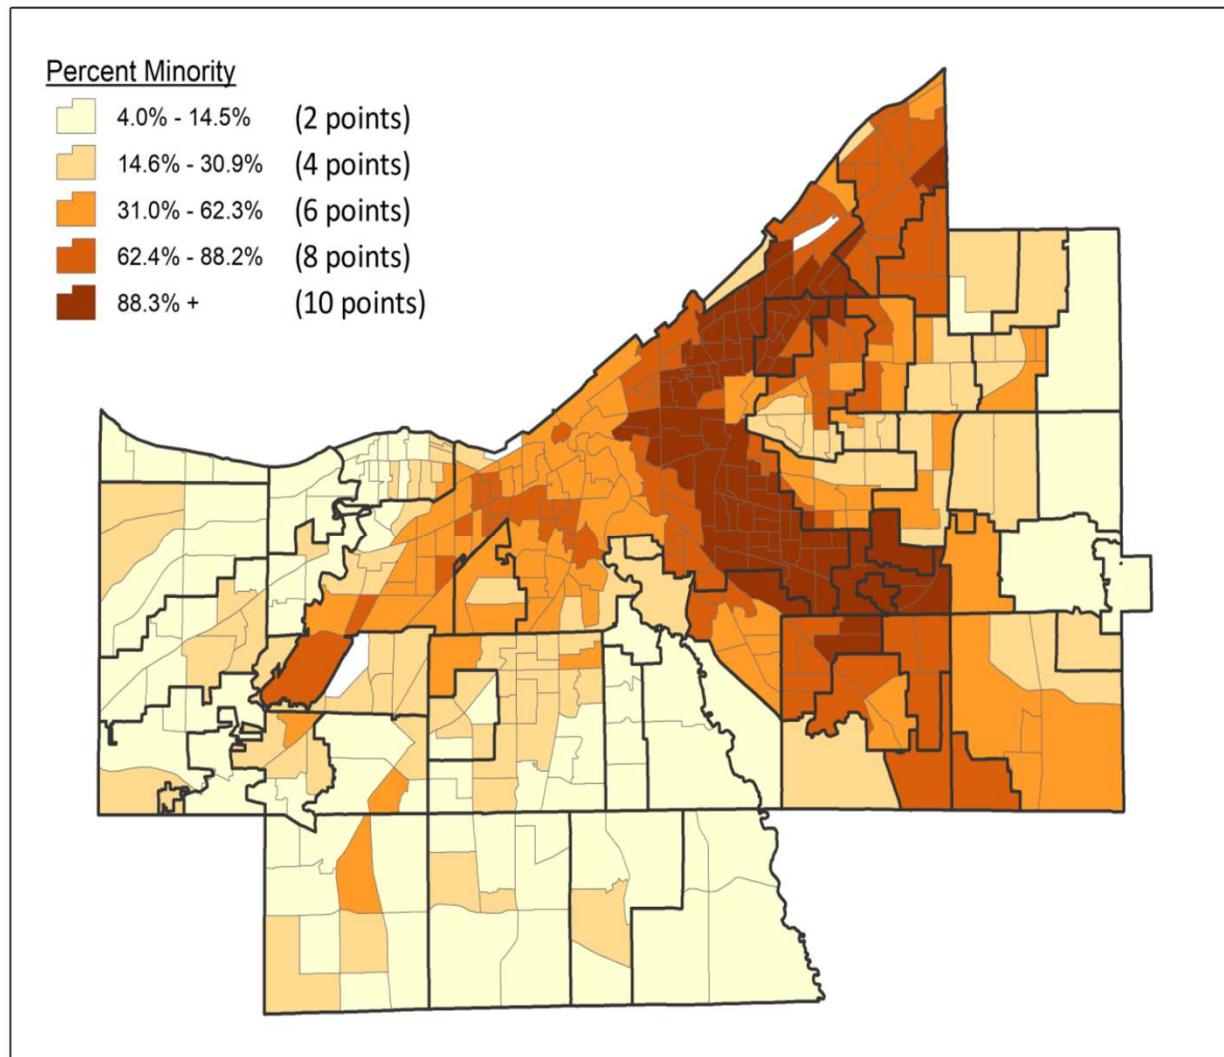 Percent Minority
4.0% - 14.5% (2 points)
14.6% - 30.9% (4 points)
31.0% - 62.3% (6 points)
62.4% - 88.2% (8 points)
88.3% + (10 points)